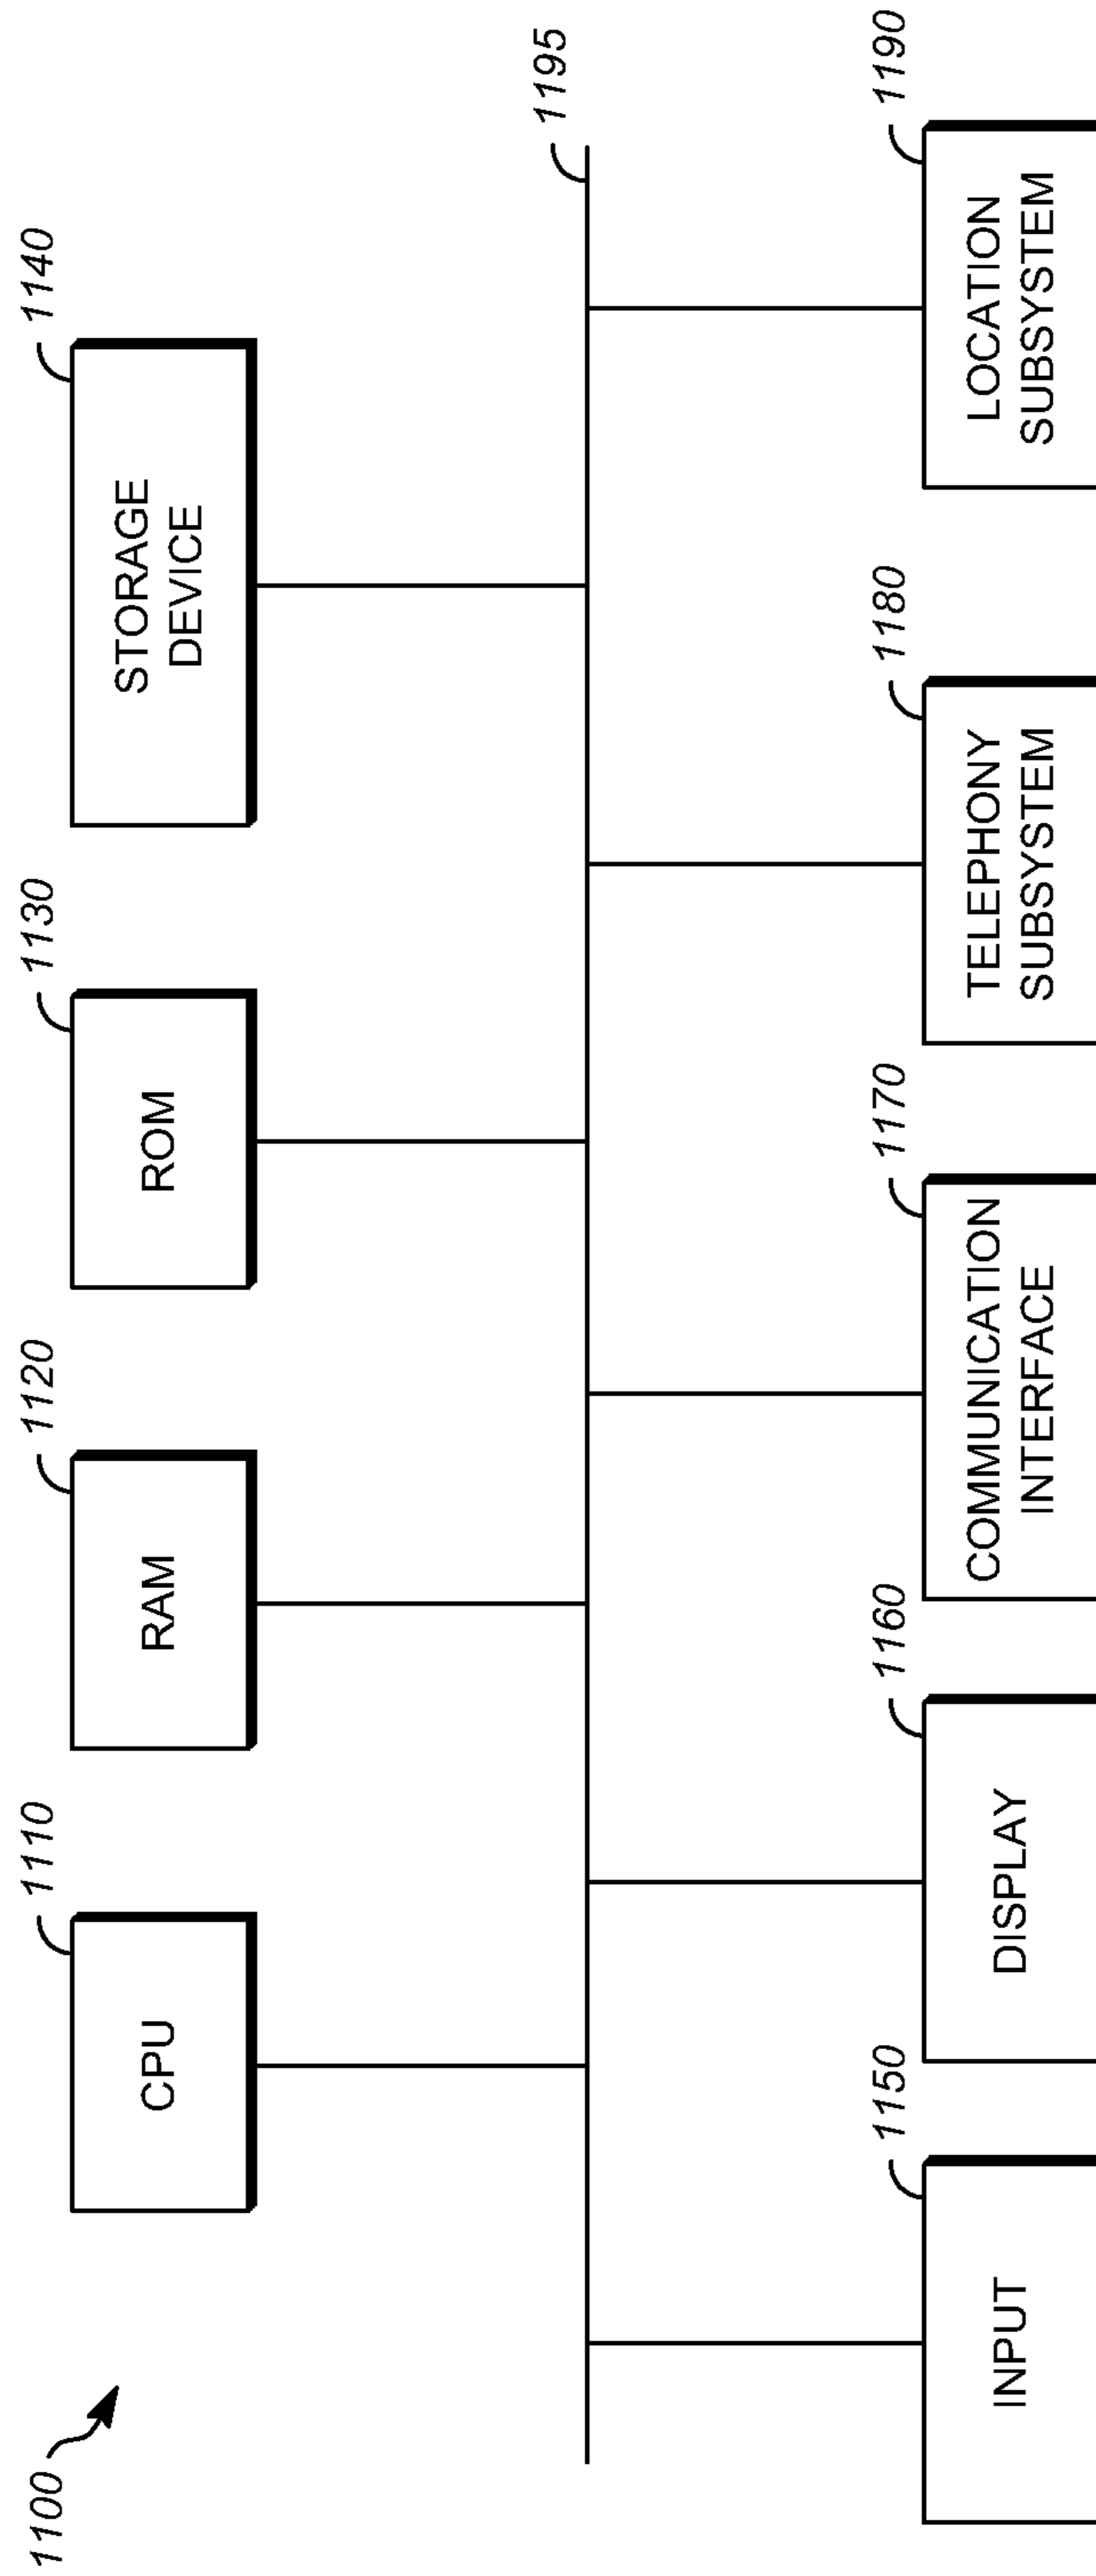 1100
1110
CPU
1120
RAM
1130
ROM
1140
STORAGE
DEVICE
1195
1150
INPUT
1160
DISPLAY
1170
COMMUNICATION
INTERFACE
1180
TELEPHONY
SUBSYSTEM
1190
LOCATION
SUBSYSTEM